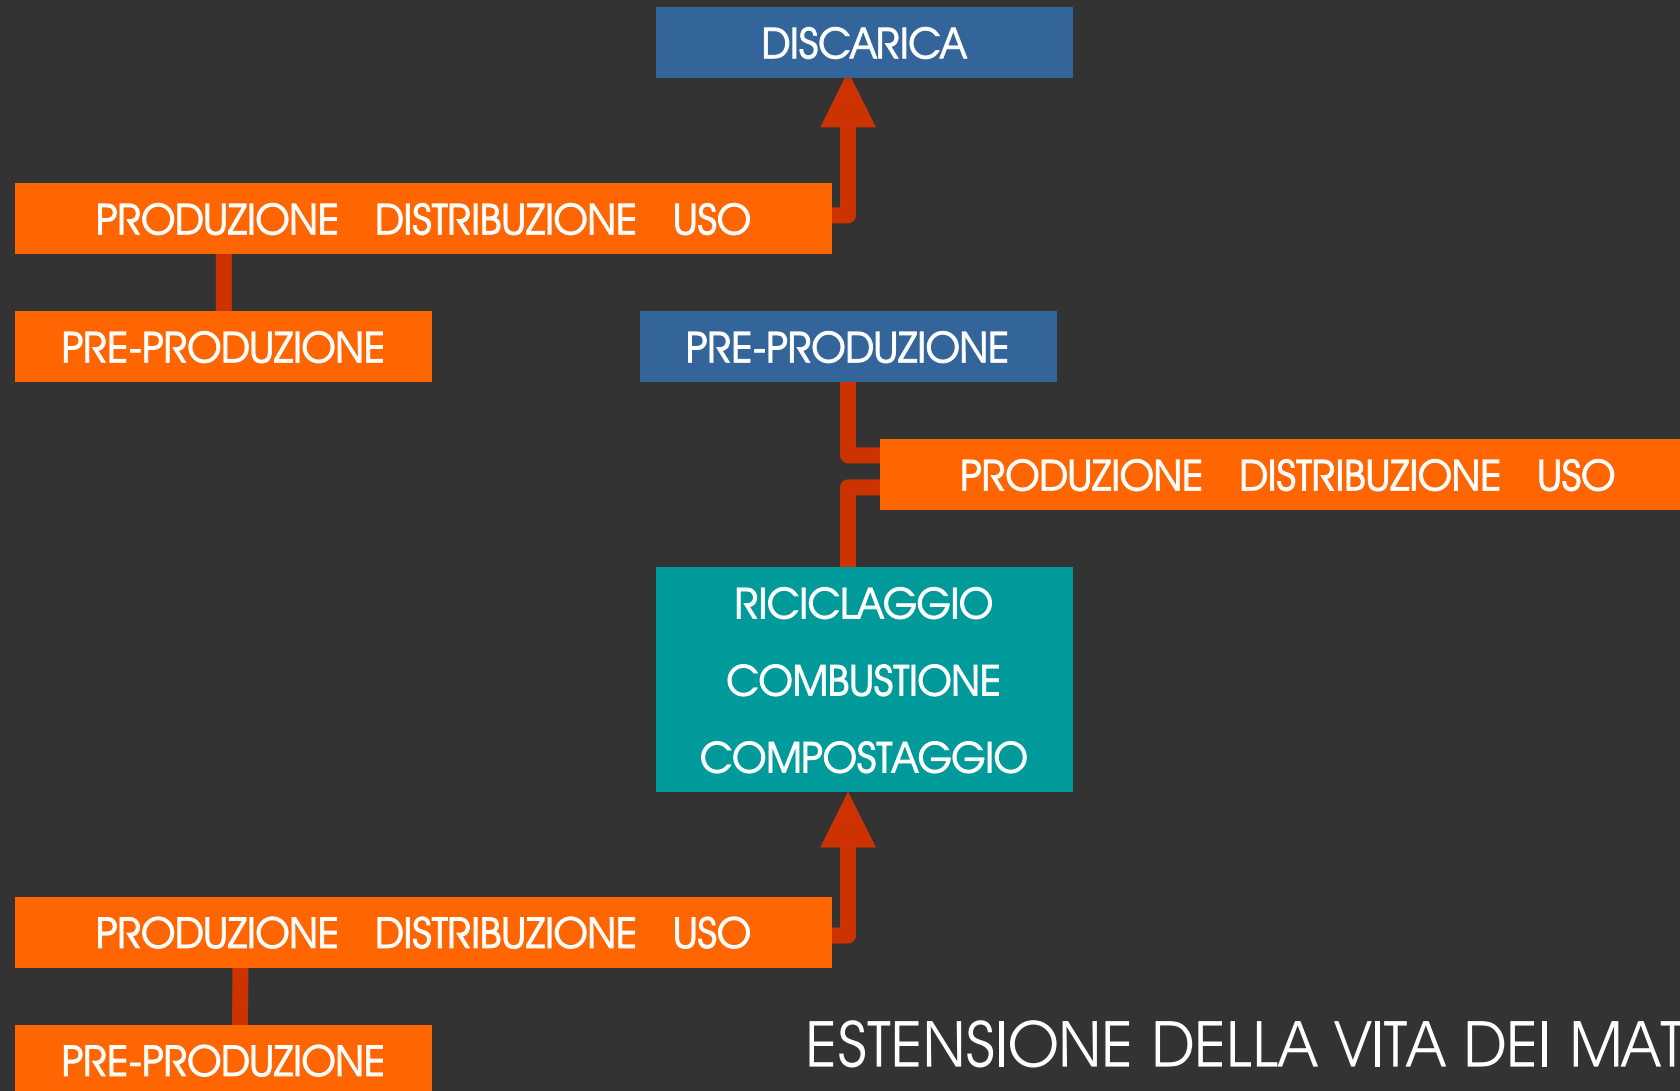 DISCARICA
PRODUZIONE DISTRIBUZIONE USO
PRE-PRODUZIONE
PRE-PRODUZIONE
PRODUZIONE DISTRIBUZIONE USO
RICICLAGGIO
COMBUSTIONE
COMPOSTAGGIO
PRODUZIONE DISTRIBUZIONE USO
PRE-PRODUZIONE
ESTENSIONE DELLA VITA DEI